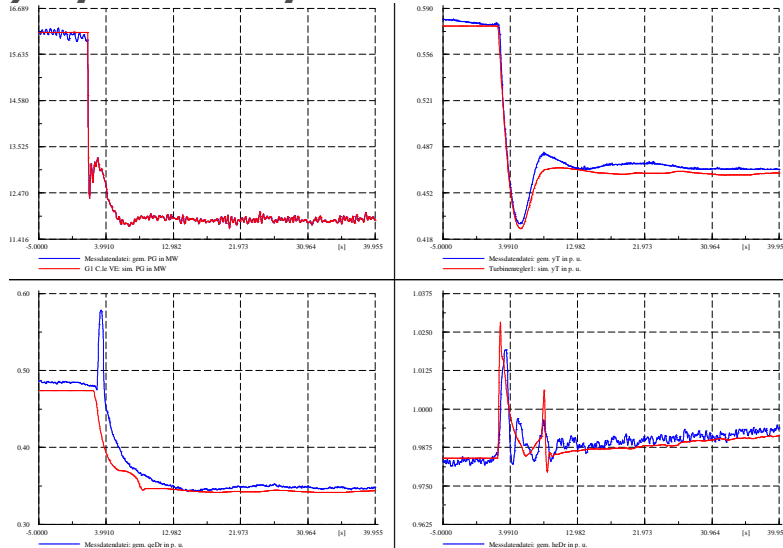 16.689
15.635
14.580
13.525
12.470
11.416
-5.0000 3.9910 12.982 21.973 30.964 [s] 39.955
Messdatendatei: gem. PG in MW
G1 C.le VE: sim. PG in MW
0.590
0.556
0.521
0.487
0.452
0.418
-5.0000 3.9910 12.982 21.973 30.964 [s] 39.955
Messdatendatei: gem. yT in p. u.
Turbinenregler1: sim. yT in p. u.
0.60
0.50
0.40
0.30
-5.0000 3.9910 12.982 21.973 30.964 [s] 39.955
Messdatendatei: gem. qeDr in p. u.
1.0375
1.0250
1.0125
1.0000
0.9875
0.9750
0.9625
-5.0000 3.9910 12.982 21.973 30.964 [s] 39.955
Messdatendatei: gem. heDr in p. u.